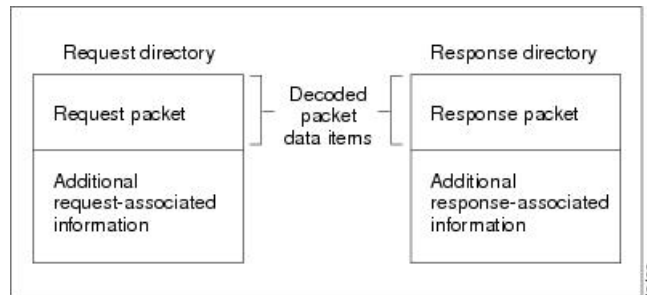 Request directory
Response directory
Request packet
Decoded
packet
data items
Response packet
Additional
request-associated
information
Additional
response-associated
information